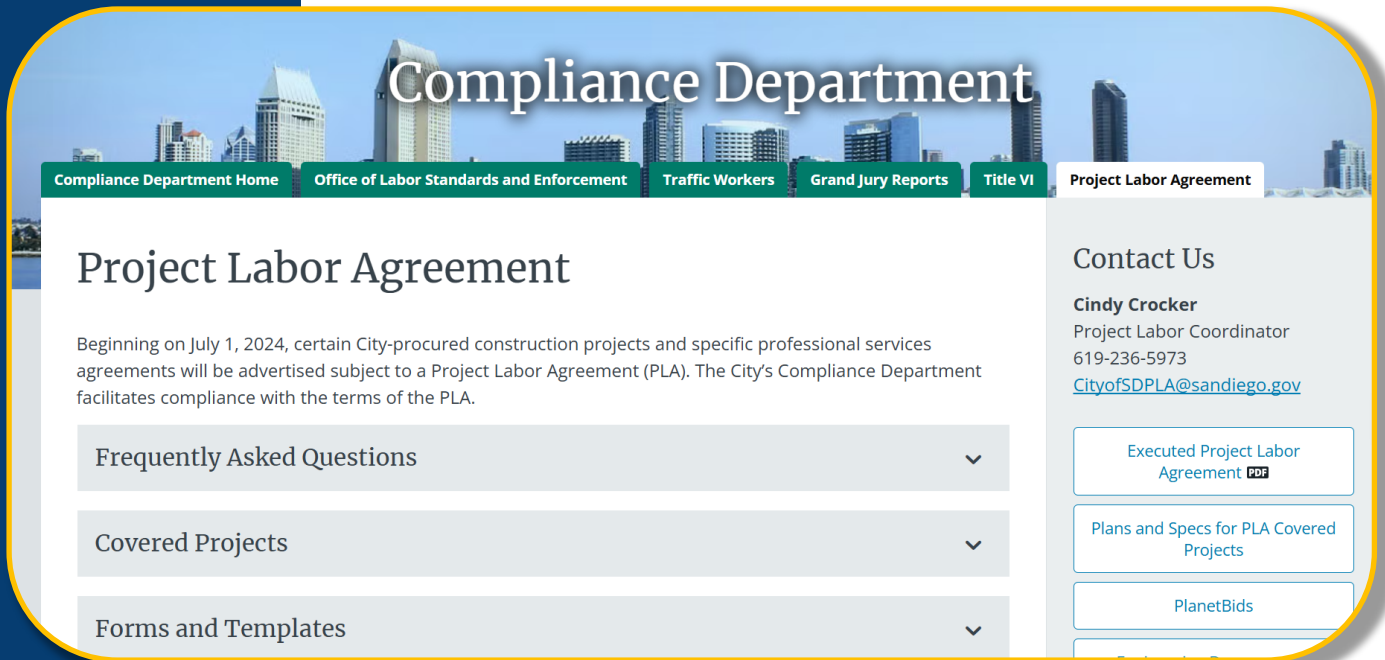 Compliance Department
Compliance Department Home
Office of Labor Standards and Enforcement
Traffic Workers
Grand Jury Reports
Title VI
Project Labor Agreement
Project Labor Agreement
Beginning on July 1, 2024, certain City-procured construction projects and specific professional services
agreements will be advertised subject to a Project Labor Agreement (PLA). The City’s Compliance Department
facilitates compliance with the terms of the PLA.
Frequently Asked Questions
Covered Projects
Forms and Templates
Contact Us
Cindy Crocker
Project Labor Coordinator
619-236-5973
CityofSDPLA@sandiego.gov
Executed Project Labor
Agreement PDF
Plans and Specs for PLA Covered
Projects
PlanetBids